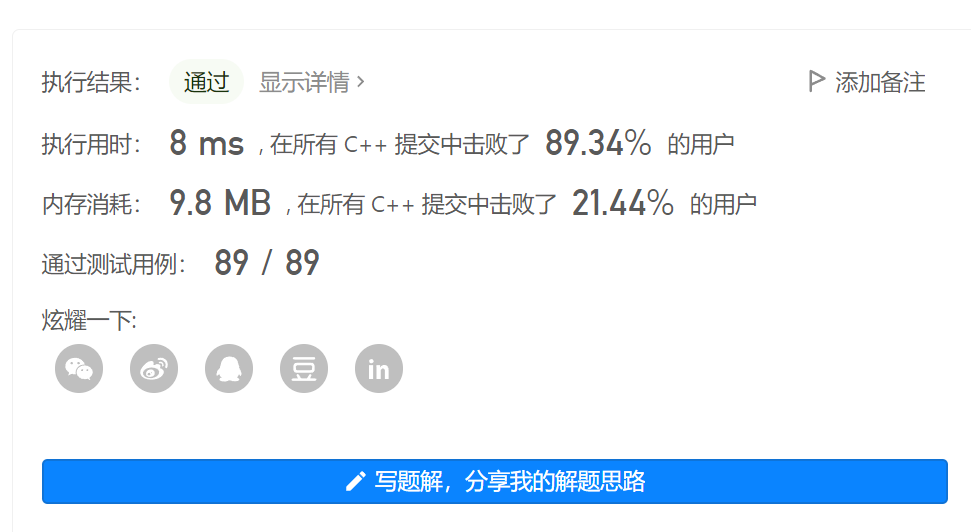 执行结果： 通过 显示详情 > 添加备注
执行用时： 8 ms , 在所有 C++ 提交中击败了 89.34% 的用户
内存消耗： 9.8 MB , 在所有 C++ 提交中击败了 21.44% 的用户
通过测试用例： 89 / 89
炫耀一下:
豆 in
写题解，分享我的解题思路